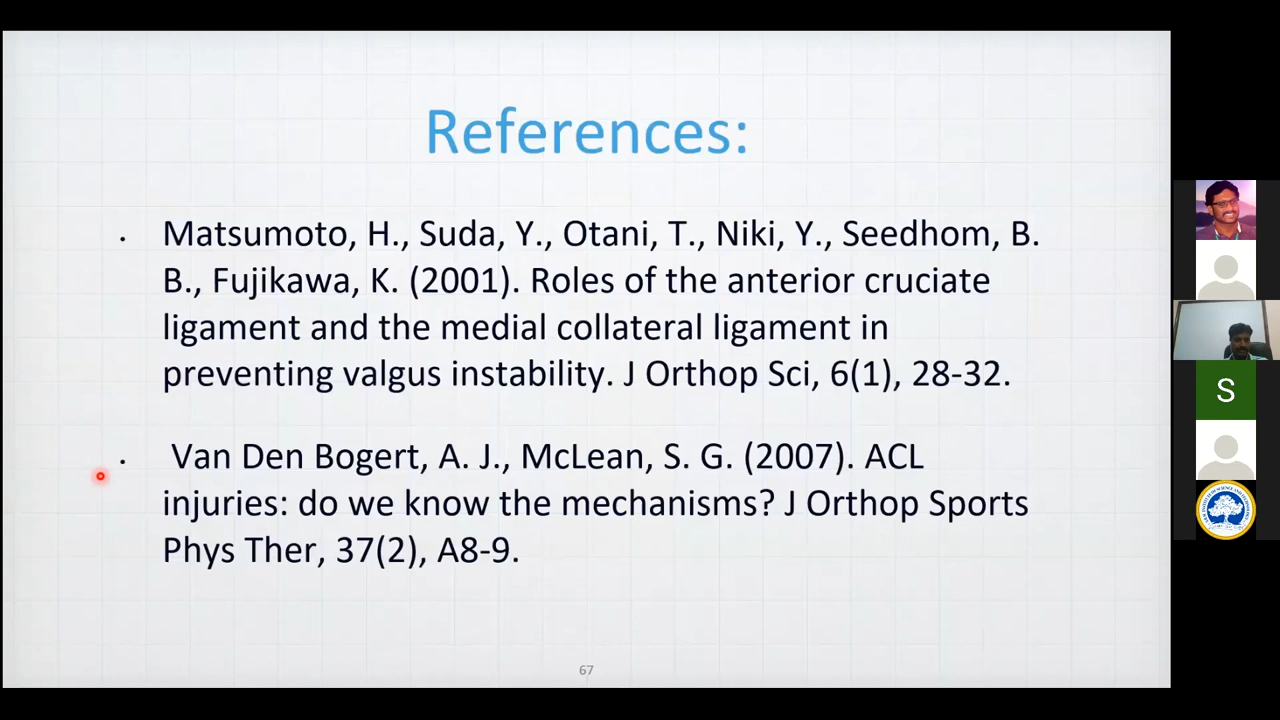 References:
· Matsumoto, H., Suda, Y., Otani, T., Niki, Y., Seedhom, B.
B., Fujikawa, K. (2001). Roles of the anterior cruciate
ligament and the medial collateral ligament in
preventing valgus instability. J Orthop Sci, 6(1), 28-32.
· Van Den Bogert, A. J., McLean, S. G. (2007). ACL
injuries: do we know the mechanisms? J Orthop Sports
Phys Ther, 37(2), A8-9.
67
S